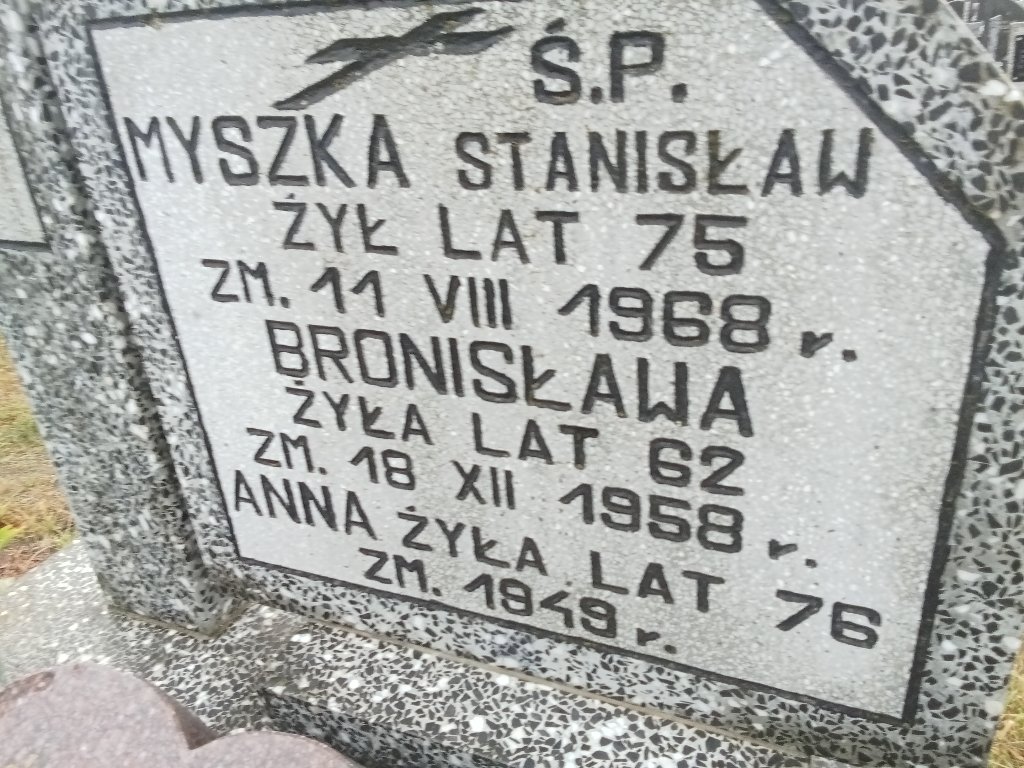 Ś.P.
MYSZKA STANISŁAW
ŻYŁ LAT 75
ZM. 11 VIII 1968 r.
BRONISŁAWA
ŻYŁA LAT 62
ZM. 18 XII 1958 r.
ANNA ŻYŁA LAT 76
ZM. 1949 r.